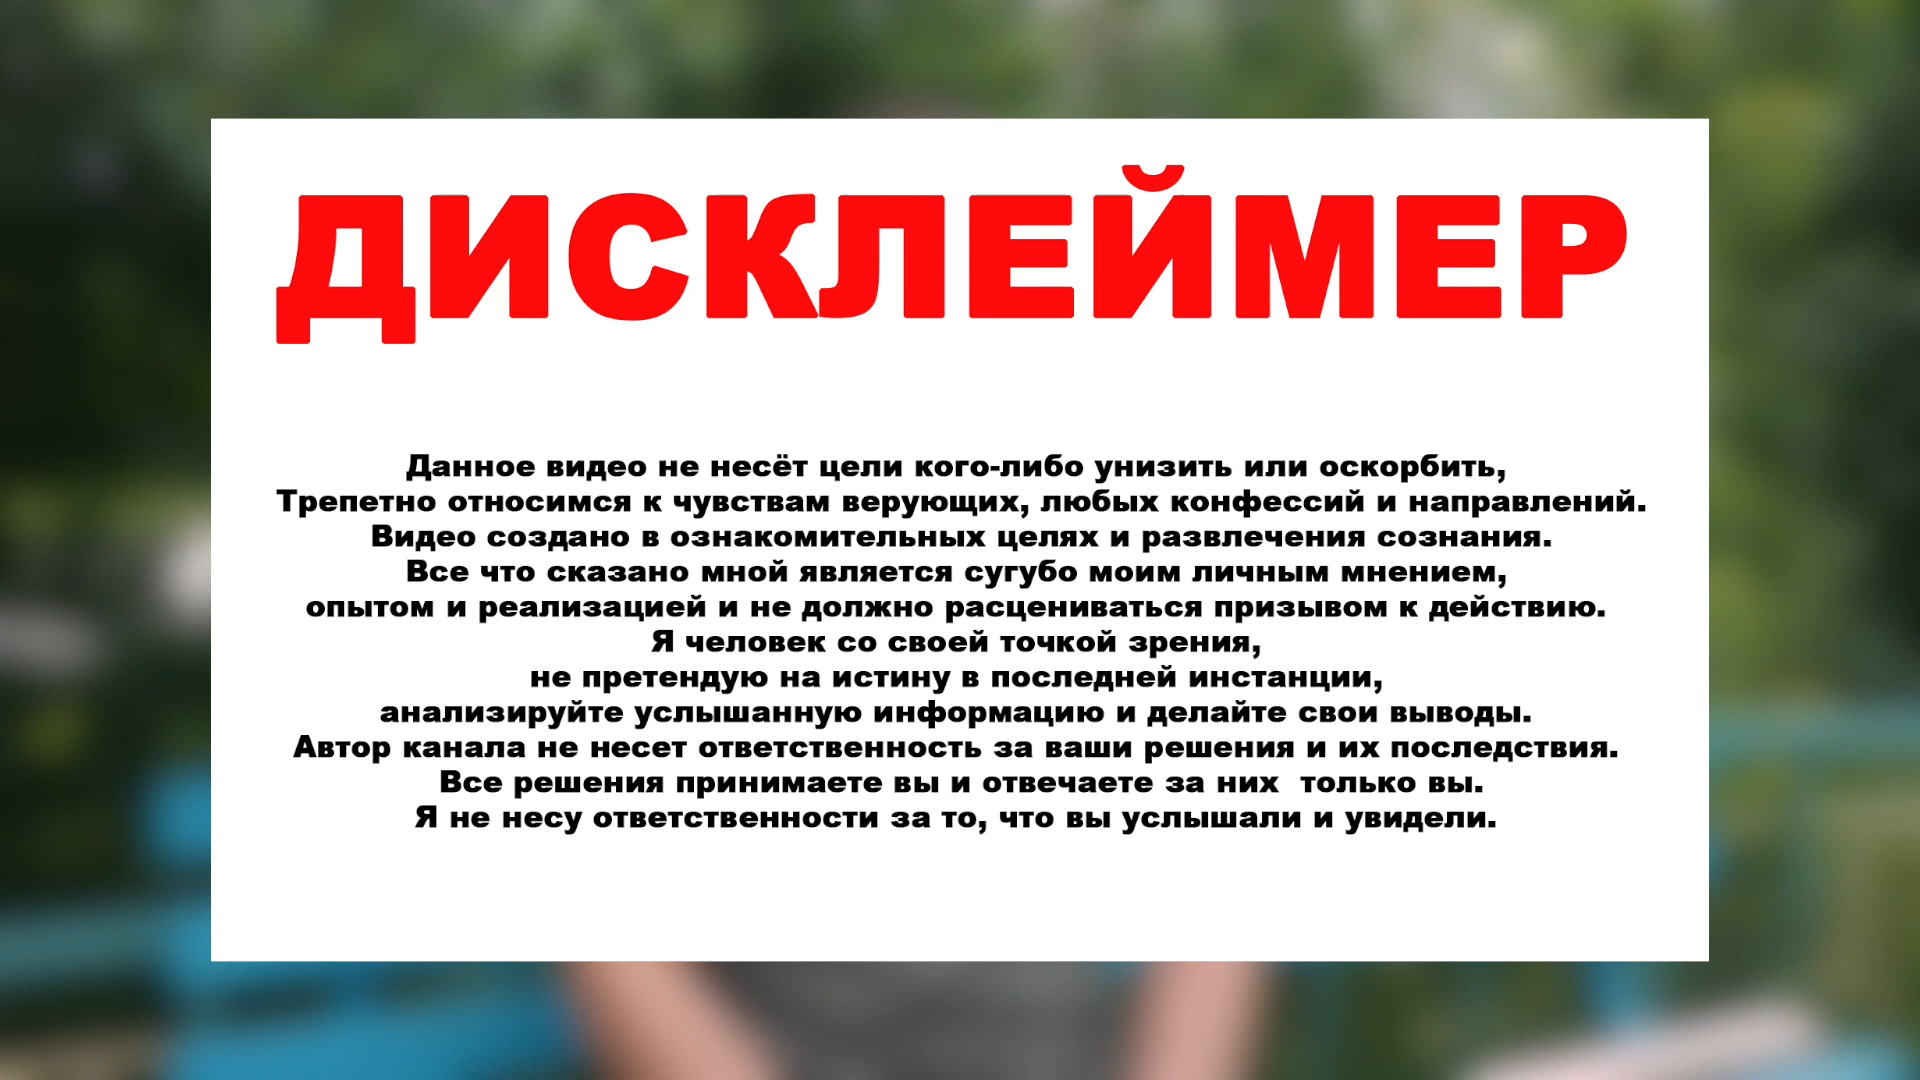 ДИСКЛЕЙМЕР
Данное видео не несёт цели кого-либо унизить или оскорбить,
Трепетно относимся к чувствам верующих, любых конфессий и направлений.
Видео создано в ознакомительных целях и развлечения сознания.
Все что сказано мной является сугубо моим личным мнением,
опытом и реализацией и не должно расцениваться призывом к действию.
Я человек со своей точкой зрения,
не претендую на истину в последней инстанции,
анализируйте услышанную информацию и делайте свои выводы.
Автор канала не несет ответственность за ваши решения и их последствия.
Все решения принимаете вы и отвечаете за них  только вы.
Я не несу ответственности за то, что вы услышали и увидели.